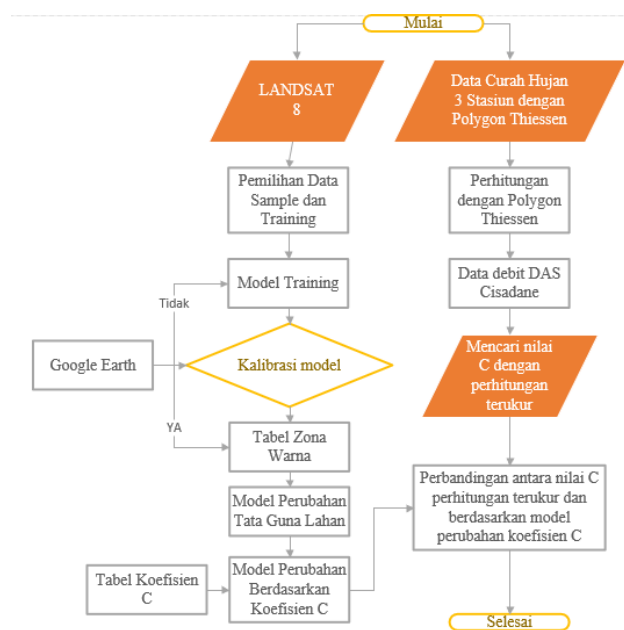 Mulai
LANDSAT
8
Data Curah Hujan
3 Stasiun dengan
Polygon Thiessen
Pemilihan Data
Sample dan
Training
Perhitungan
dengan Polygon
Thiessen
Model Training
Data debit DAS
Cisadane
Tidak
Google Earth
Kalibrasi model
Mencari nilai
C dengan
perhitungan
terukur
YA
Tabel Zona
Warna
Model Perubahan
Tata Guna Lahan
Perbandingan antara nilai C
perhitungan terukur dan
berdasarkan model
perubahan koefisien C
Tabel Koefisien
C
Model Perubahan
Berdasarkan
Koefisien C
Selesai